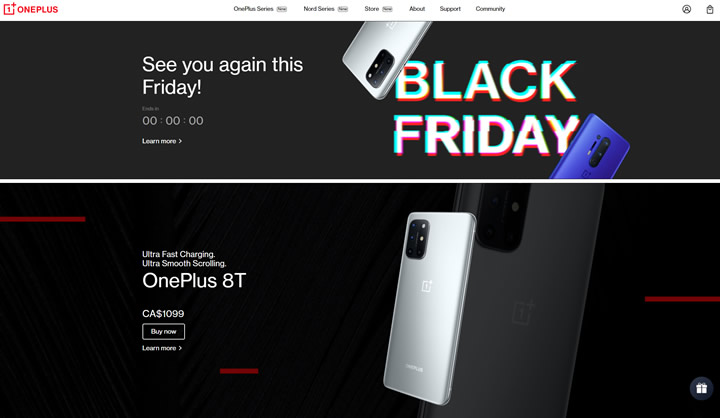 ONEPLUS
OnePlus Series New
Nord Series New
Store New
About
Support
Community
See you again this
Friday!
Ends in
00 : 00 : 00
Learn more >
BLACK
FRIDAY
Ultra Fast Charging.
Ultra Smooth Scrolling.
OnePlus 8T
CA$1099
Buy now
Learn more >
ONEPLUS